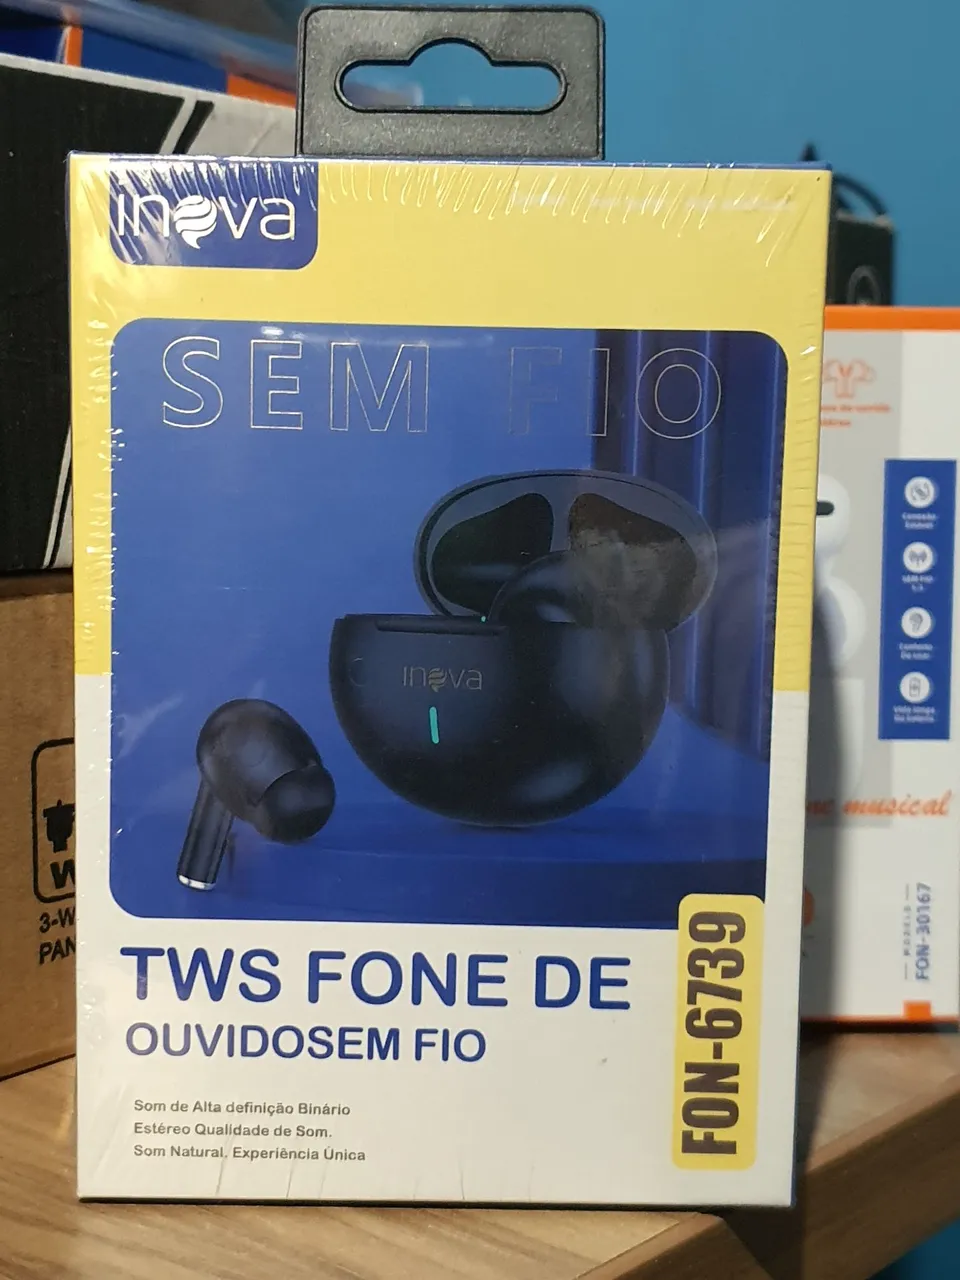 inova
SEM FIO
inova
TWS FONE DE
OUVIDOSEM FIO
Som de Alta definição Binário
Estéreo Qualidade de Som.
Som Natural. Experiência Única
FON-6739
musical
FON-30167
3-W
PAN